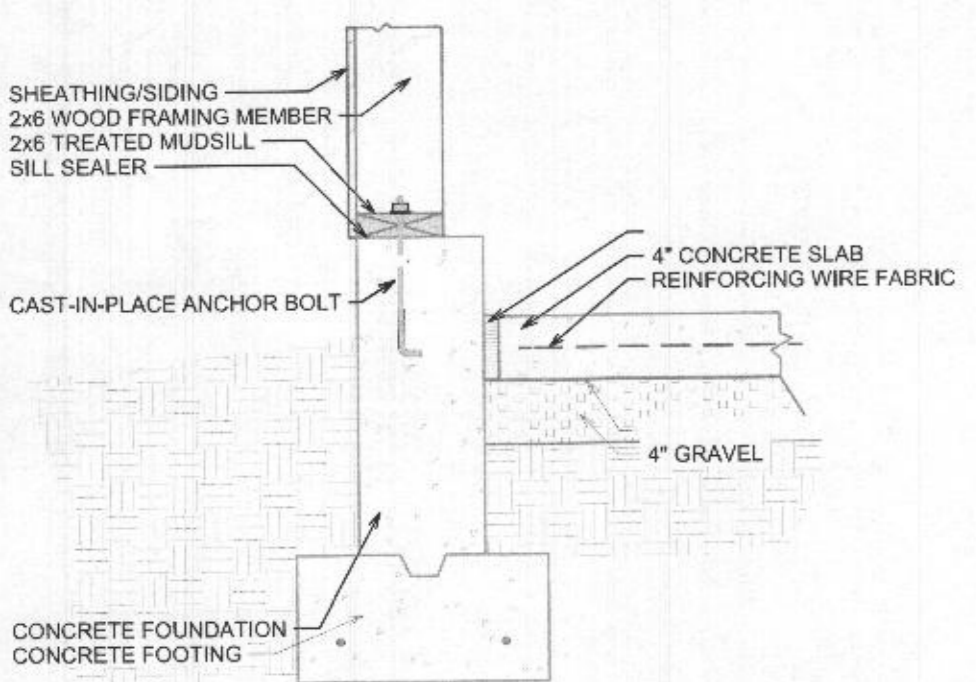 SHEATHING/SIDING
2x6 WOOD FRAMING MEMBER
2x6 TREATED MUDSILL
SILL SEALER
4" CONCRETE SLAB
REINFORCING WIRE FABRIC
CAST-IN-PLACE ANCHOR BOLT
4" GRAVEL
CONCRETE FOUNDATION
CONCRETE FOOTING